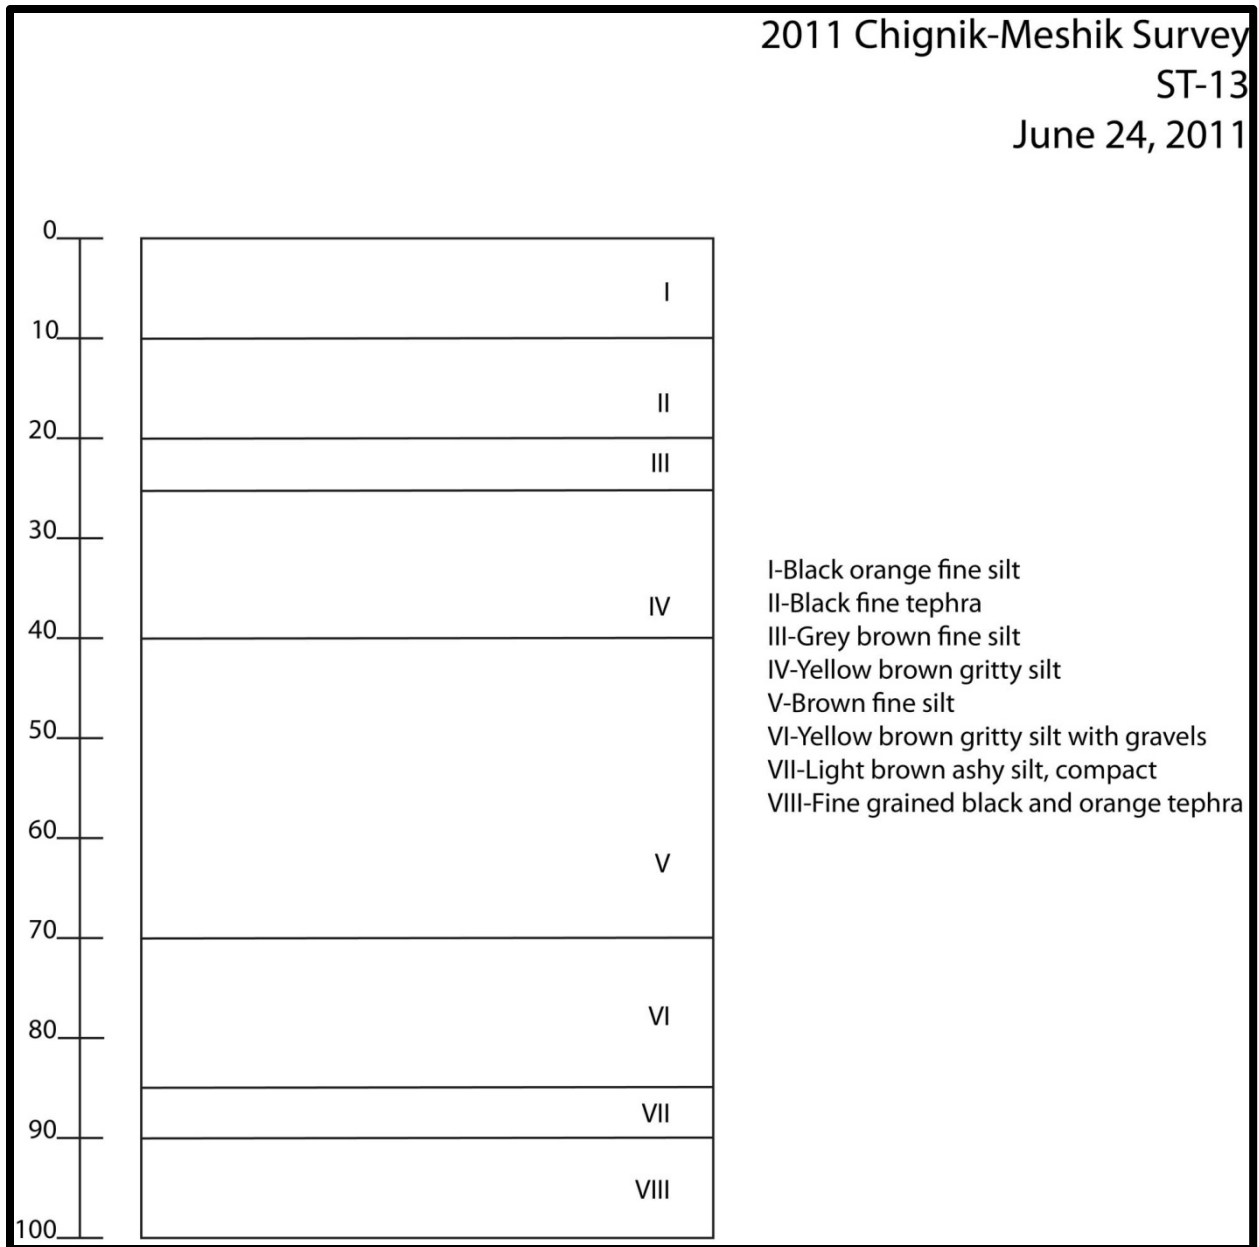 2011 Chignik-Meshik Survey
ST-13
June 24, 2011
0
I
10
II
20
III
30
IV
40
50
V
60
70
VI
80
VII
90
VIII
100
I-Black orange fine silt
II-Black fine tephra
III-Grey brown fine silt
IV-Yellow brown gritty silt
V-Brown fine silt
VI-Yellow brown gritty silt with gravels
VII-Light brown ashy silt, compact
VIII-Fine grained black and orange tephra